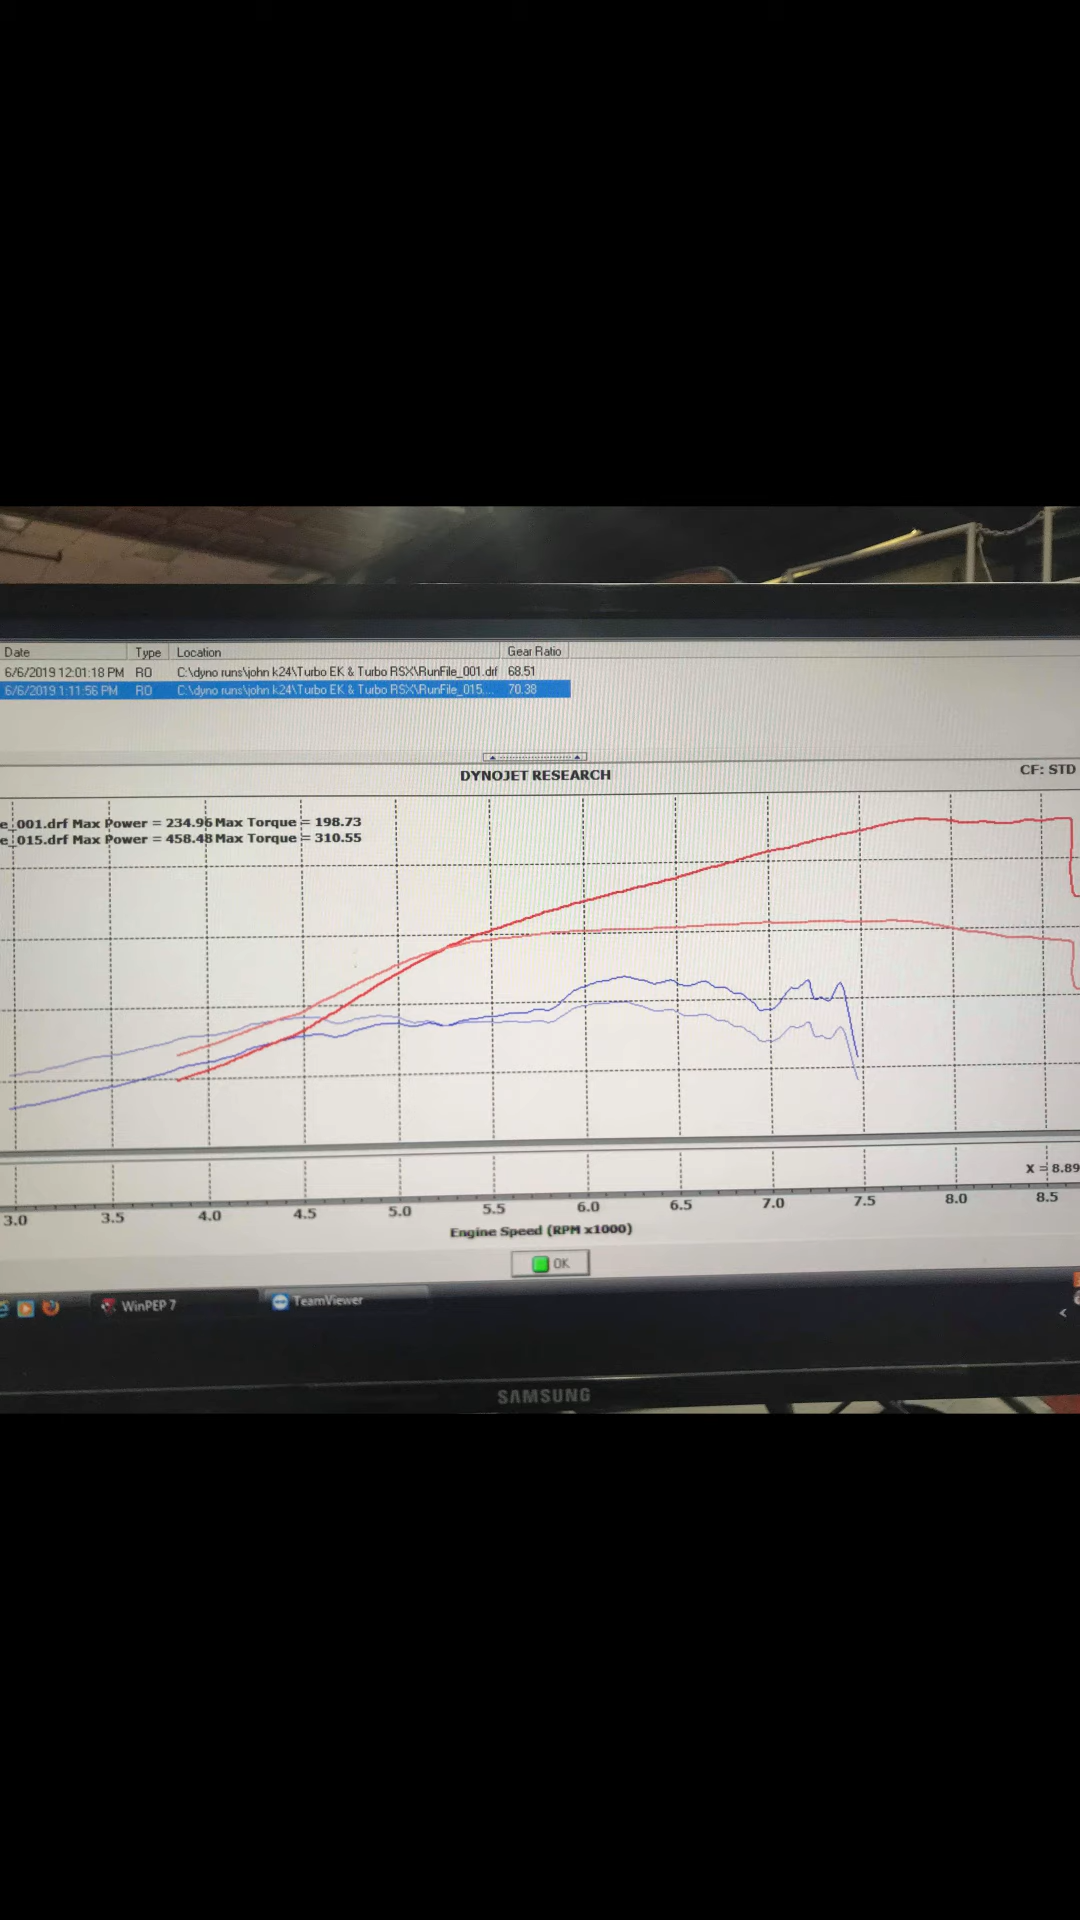 Date Type Location Gear Ratio
6/6/2019 12:01:18 PM RO C:\dyno runs\john k24\Turbo EK & Turbo RSX\RunFile_001.drf 68.51
6/6/2019 1:11:56 PM RO C:\dyno runs\john k24\Turbo EK & Turbo RSX\RunFile_015.... 70.38
DYNOJET RESEARCH
CF: STD
e_001.drf Max Power = 234.96 Max Torque = 198.73
e_015.drf Max Power = 458.48 Max Torque = 310.55
X = 8.89
3.0 3.5 4.0 4.5 5.0 5.5 6.0 6.5 7.0 7.5 8.0 8.5
Engine Speed (RPM x1000)
OK
WinPEP 7 TeamViewer
SAMSUNG